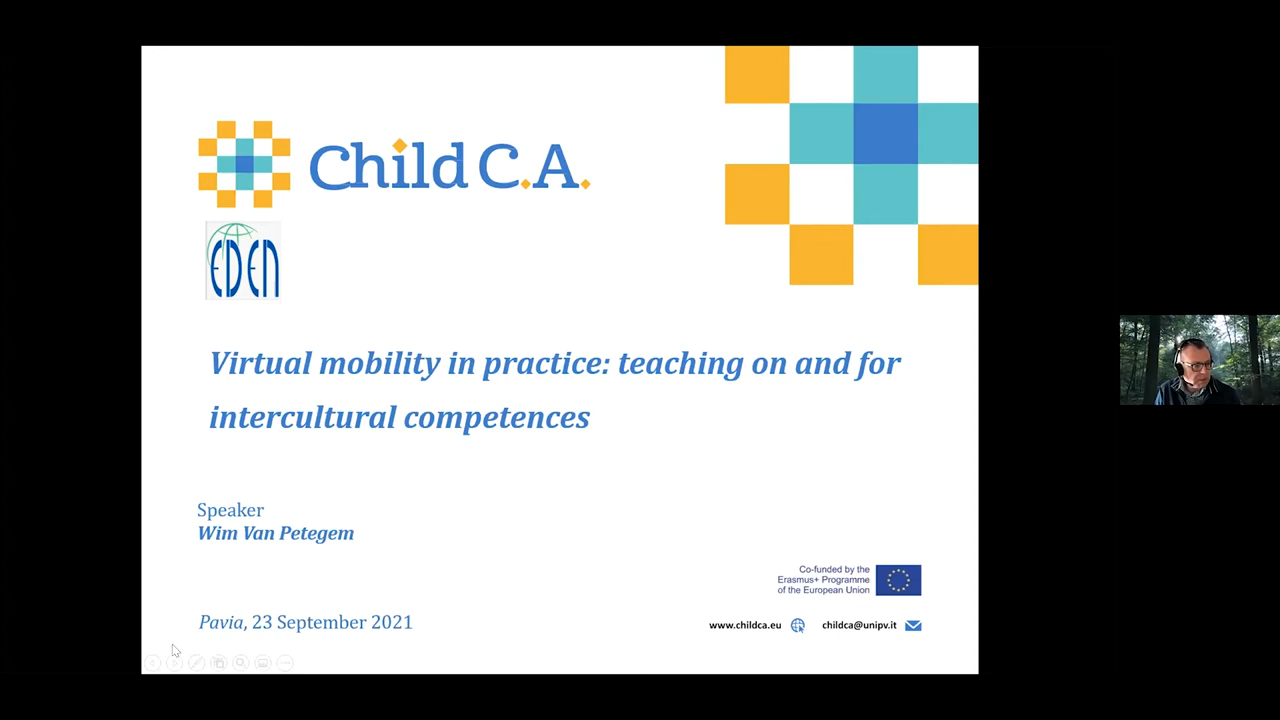 Child C.A.
EDEN
Virtual mobility in practice: teaching on and for
intercultural competences
Speaker
Wim Van Petegem
Co-funded by the
Erasmus+ Programme
of the European Union
Pavia, 23 September 2021
www.childca.eu
childca@unipv.it